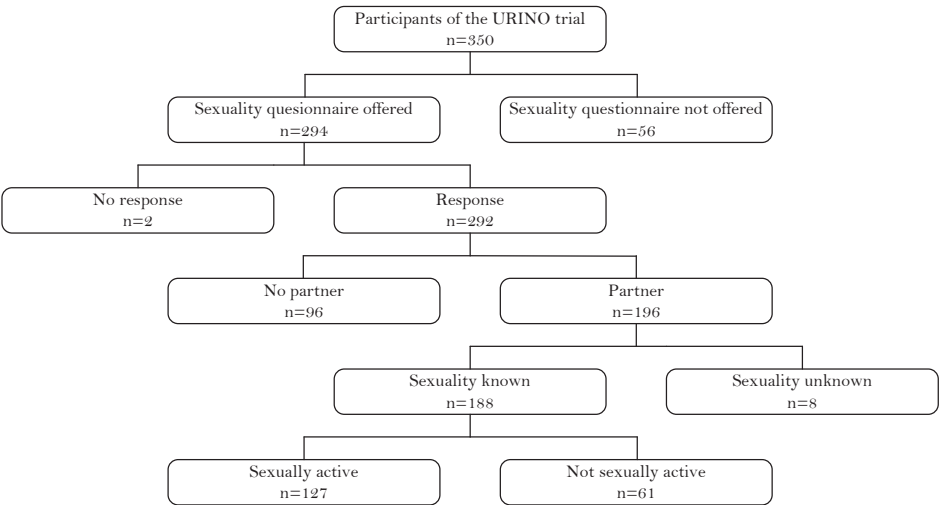 Participants of the URINO trial
n=350
Sexuality quesionnaire offered
n=294
Sexuality questionnaire not offered
n=56
No response
n=2
Response
n=292
No partner
n=96
Partner
n=196
Sexuality known
n=188
Sexuality unknown
n=8
Sexually active
n=127
Not sexually active
n=61